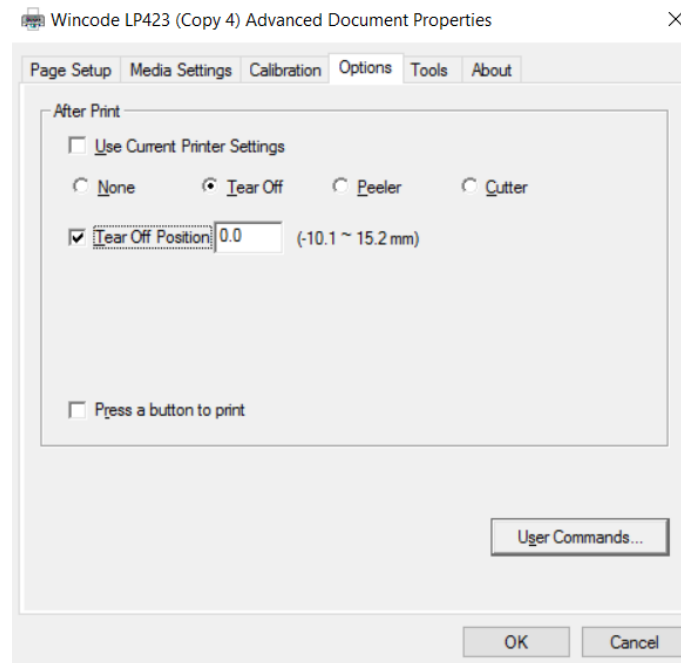 Wincode LP423 (Copy 4) Advanced Document Properties
Page Setup Media Settings Calibration Options Tools About
After Print
Use Current Printer Settings
None Tear Off Peeler Cutter
Tear Off Position 0.0 (-10.1 ~ 15.2 mm)
Press a button to print
User Commands...
OK Cancel